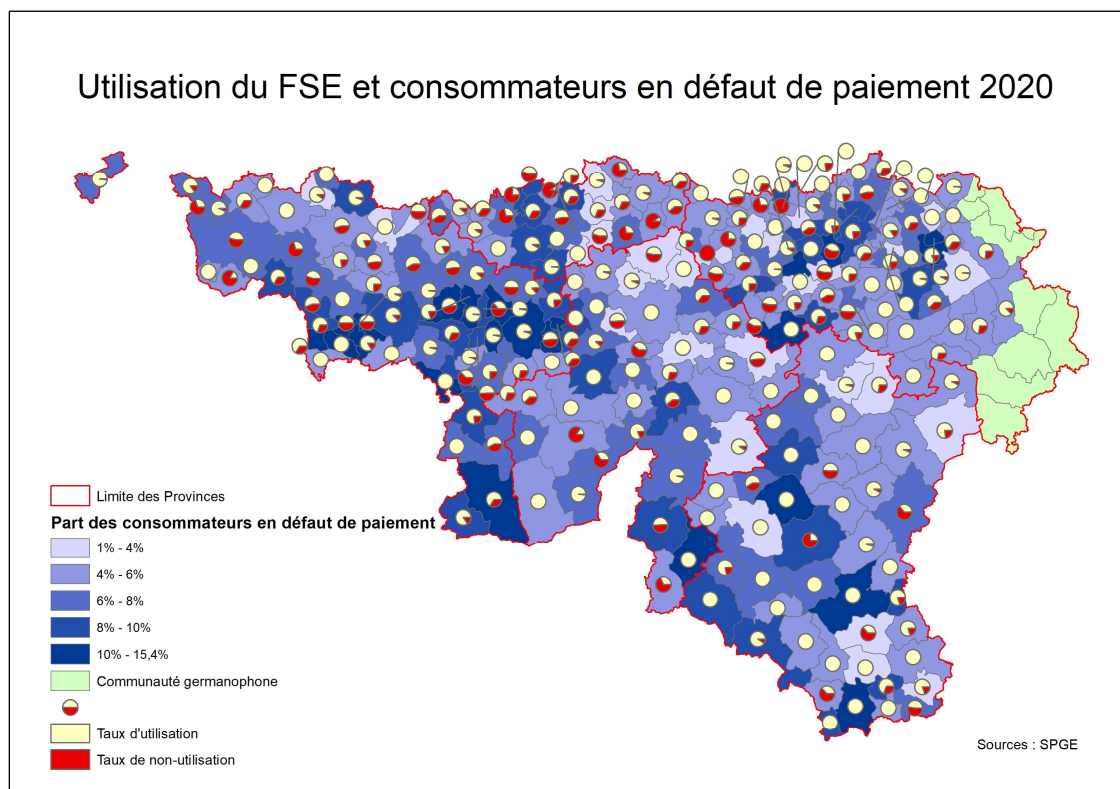 Utilisation du FSE et consommateurs en défaut de paiement 2020
Limite des Provinces
Part des consommateurs en défaut de paiement
1% - 4%
4% - 6%
6% - 8%
8% - 10%
10% - 15,4%
Communauté germanophone
Taux d'utilisation
Taux de non-utilisation
Sources : SPGE